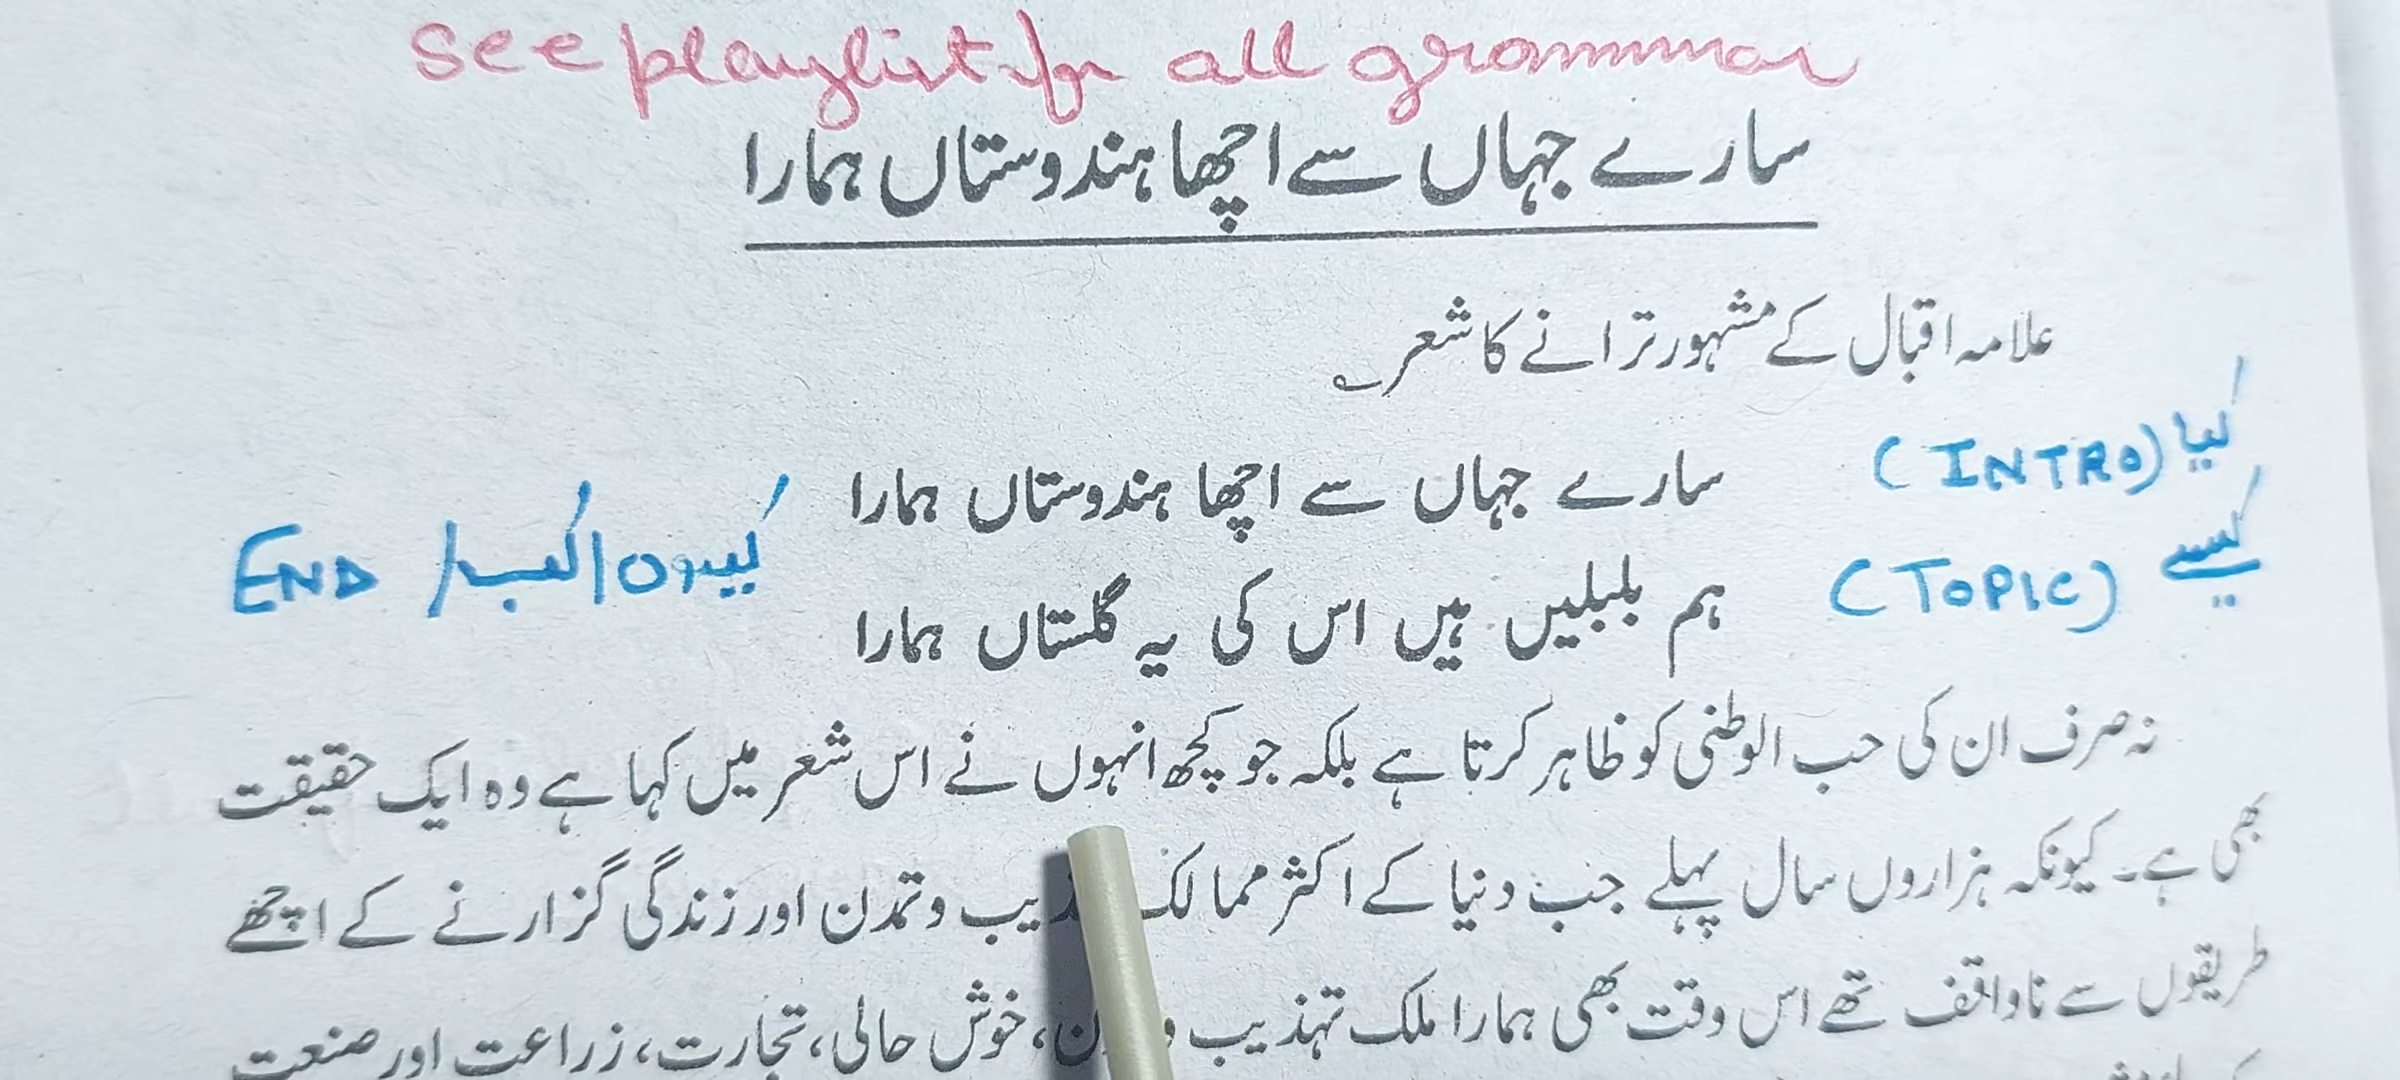 see playlist for all grammar
سارے جہاں سے اچھا ہندوستاں ہمارا
علامہ اقبال کے مشہور ترانے کا شعر
کیا (INTRO)
سارے جہاں سے اچھا ہندوستاں ہمارا
کیسے (TOPIC)
ہم بلبلیں ہیں اس کی یہ گلستاں ہمارا
کیوں/کب/ END
نہ صرف ان کی حب الوطنی کو ظاہر کرتا ہے بلکہ جو کچھ انہوں نے اس شعر میں کہا ہے وہ ایک حقیقت
بھی ہے۔ کیونکہ ہزاروں سال پہلے جب دنیا کے اکثر ممالک و تمدن اور زندگی گزارنے کے اچھے
طریقوں سے ناواقف تھے اس وقت بھی ہمارا ملک تہذیب و ، خوش حالی، تجارت، زراعت اور صنعت